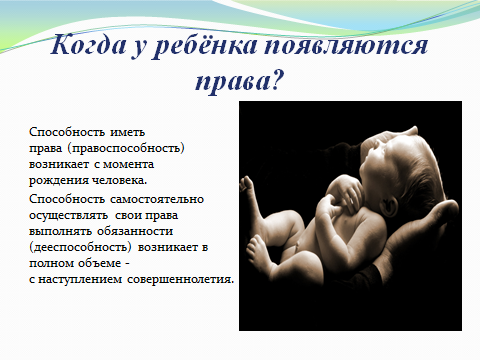 Когда у ребёнка появляются
права?
Способность иметь
права (правоспособность)
возникает с момента
рождения человека.
Способность самостоятельно
осуществлять свои права
выполнять обязанности
(дееспособность) возникает в
полном объеме -
с наступлением совершеннолетия.